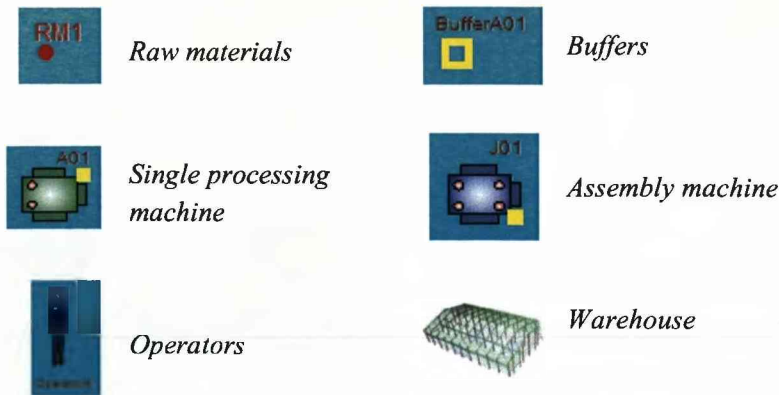 RM1
Raw materials
BufferA01
Buffers
A01
Single processing
machine
J01
Assembly machine
Operators
Warehouse